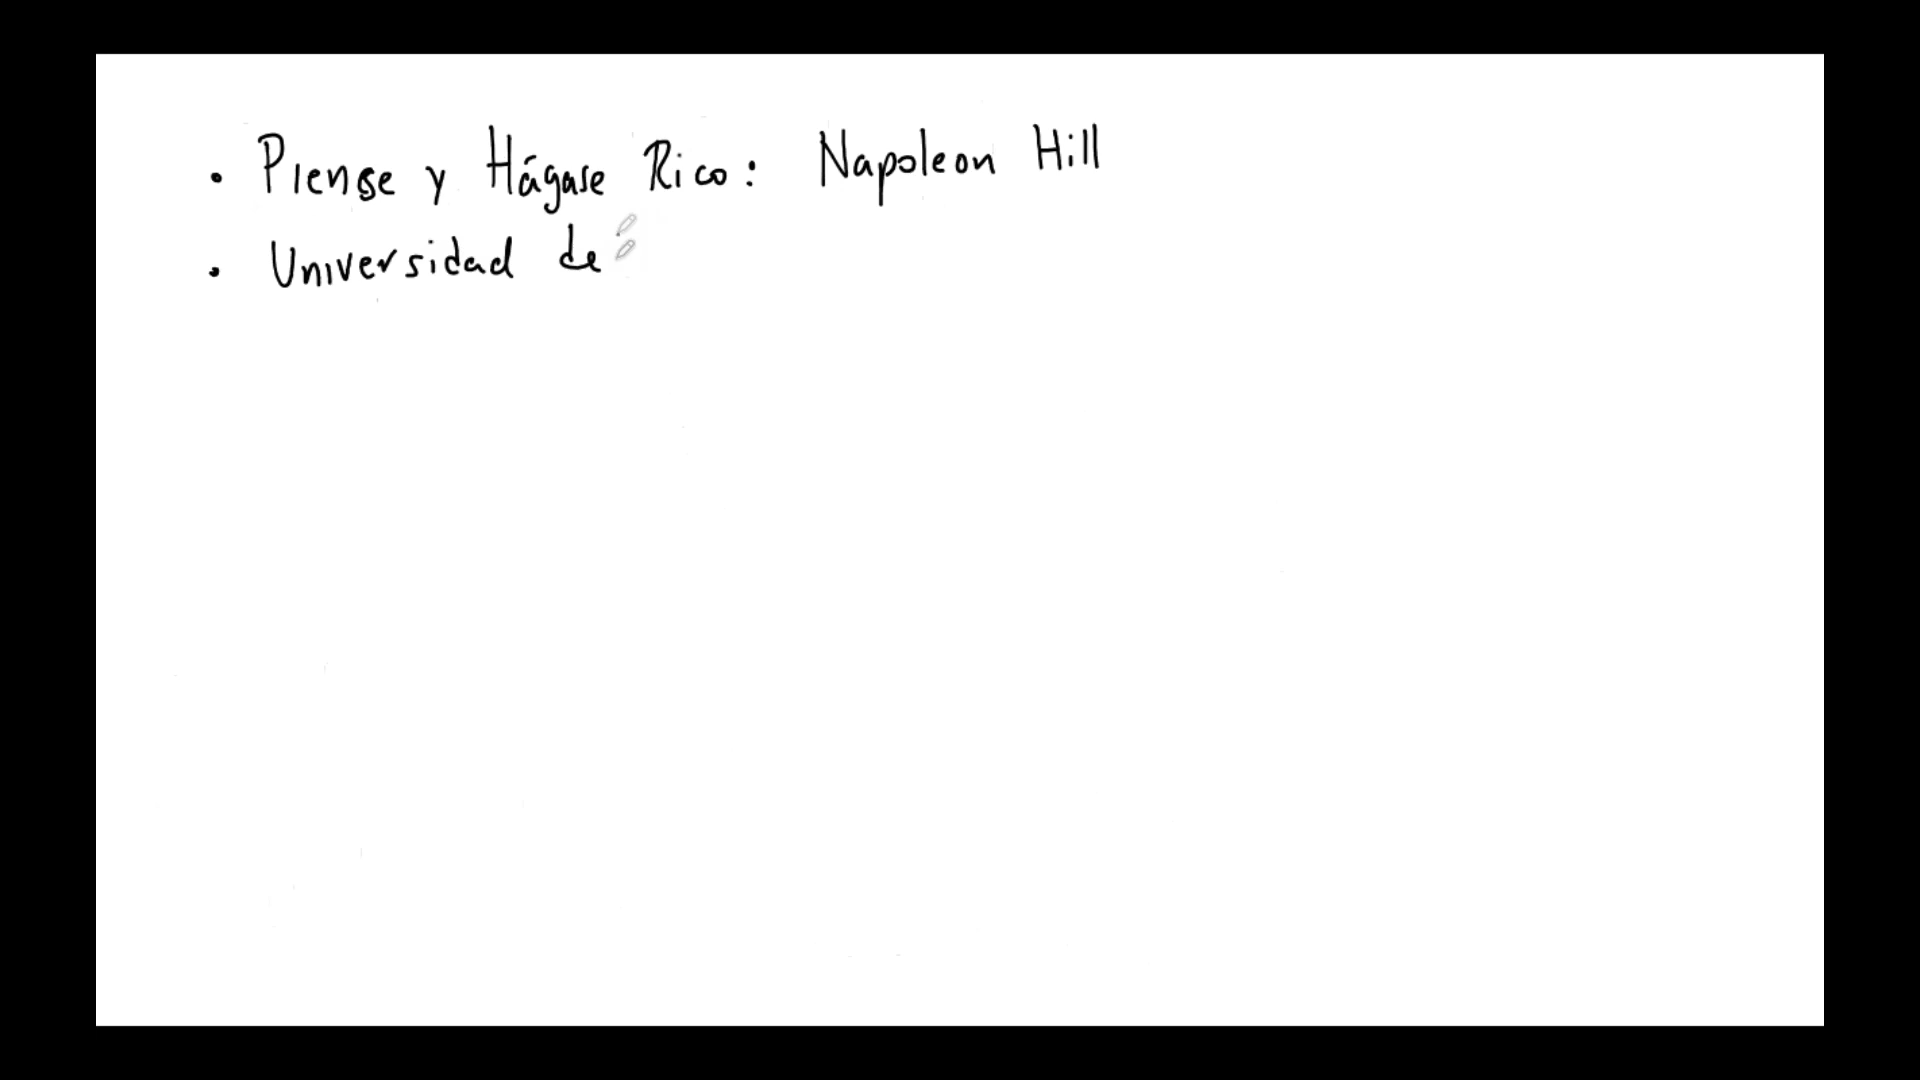 • Piense y Hágase Rico: Napoleon Hill
• Universidad de